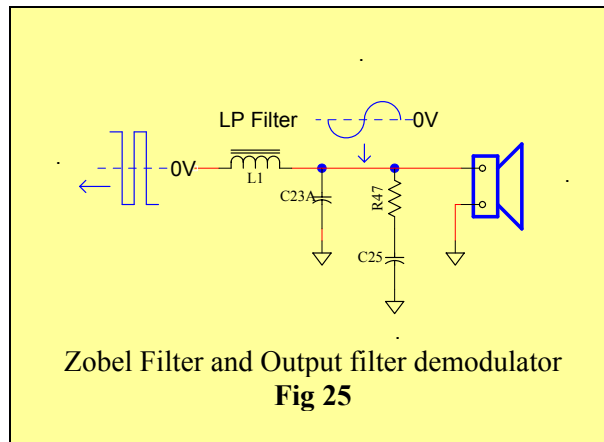 LP Filter
0V
0V
L1
C23A
R47
C25
Zobel Filter and Output filter demodulator
Fig 25